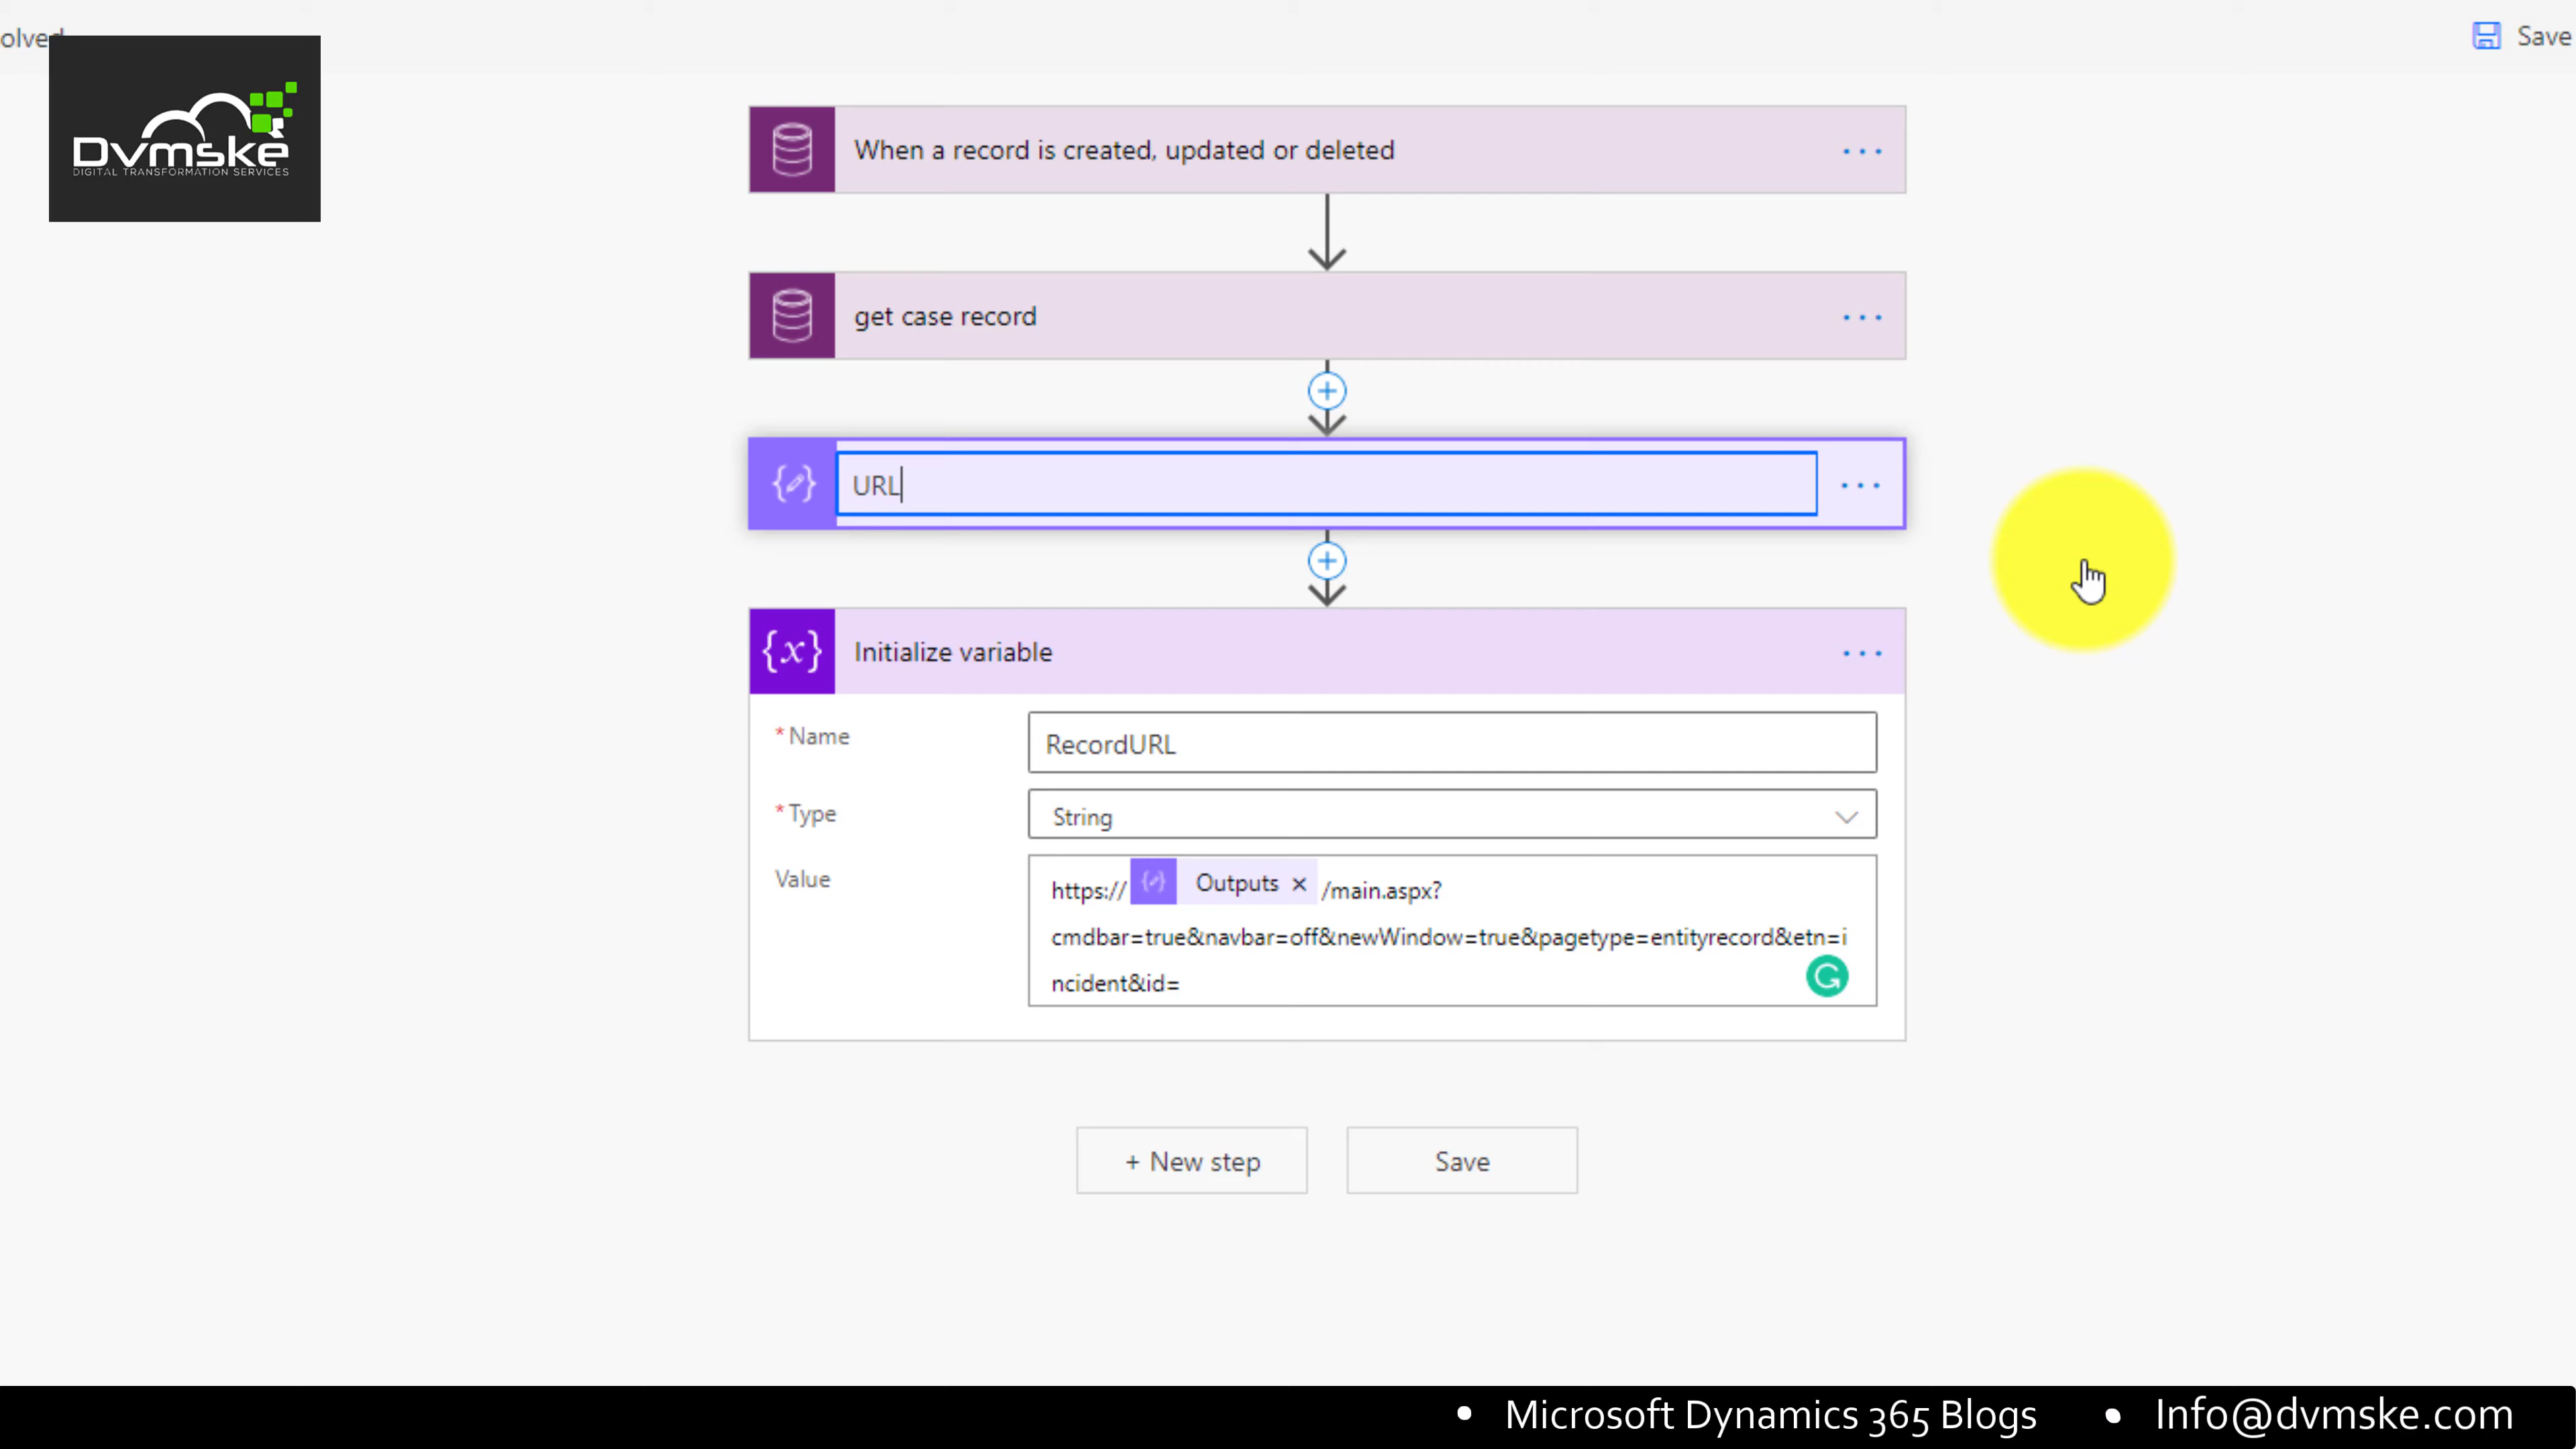 olved
Save
Dvmske
DIGITAL TRANSFORMATION SERVICES
When a record is created, updated or deleted
get case record
URL
{x} Initialize variable
* Name
RecordURL
* Type
String
Value
https:// Outputs × /main.aspx?
cmdbar=true&navbar=off&newWindow=true&pagetype=entityrecord&etn=i
ncident&id=
+ New step
Save
• Microsoft Dynamics 365 Blogs • Info@dvmske.com